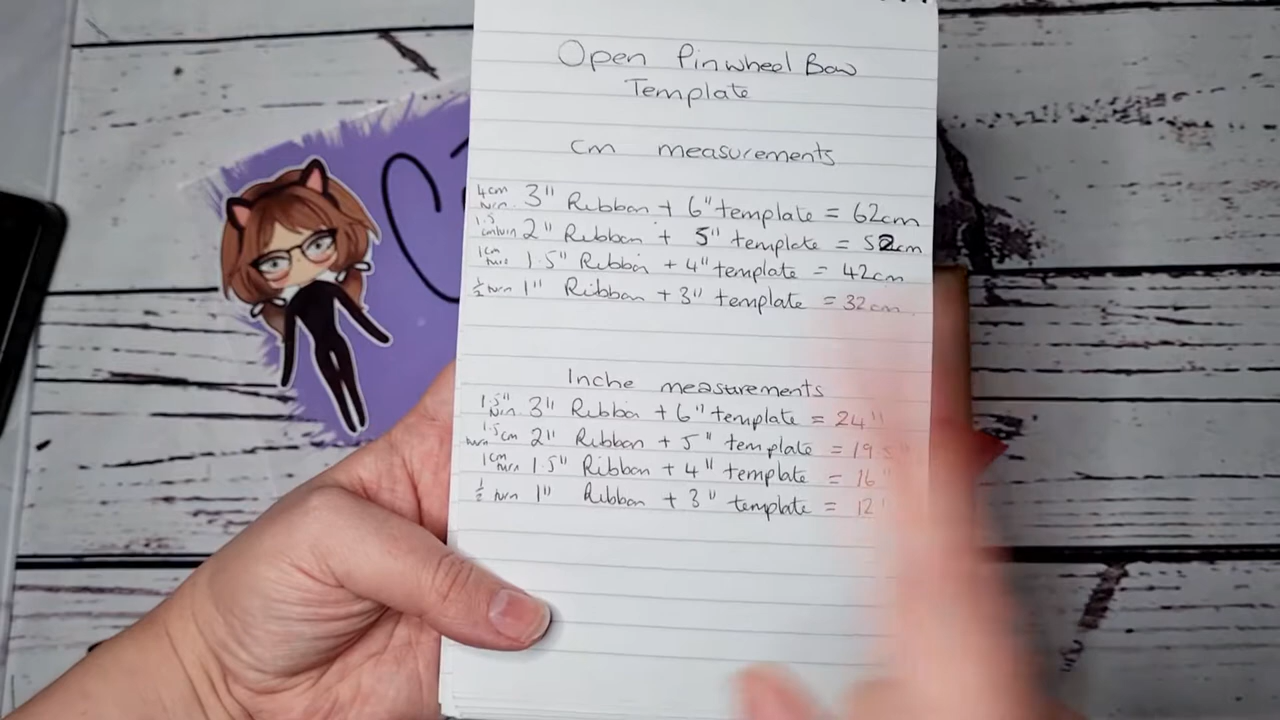 Open Pinwheel Bow
Template
cm measurements
4cm turn 3" Ribbon + 6" template = 62cm
1.5 cm turn 2" Ribbon + 5" template = 52cm
1cm turn 1.5" Ribbon + 4" template = 42cm
½ turn 1" Ribbon + 3" template = 32cm
Inche measurements
1.5" turn 3" Ribbon + 6" template = 24"
1.5cm turn 2" Ribbon + 5" template = 19.5"
1cm turn 1.5" Ribbon + 4" template = 16"
½ turn 1" Ribbon + 3" template = 12"